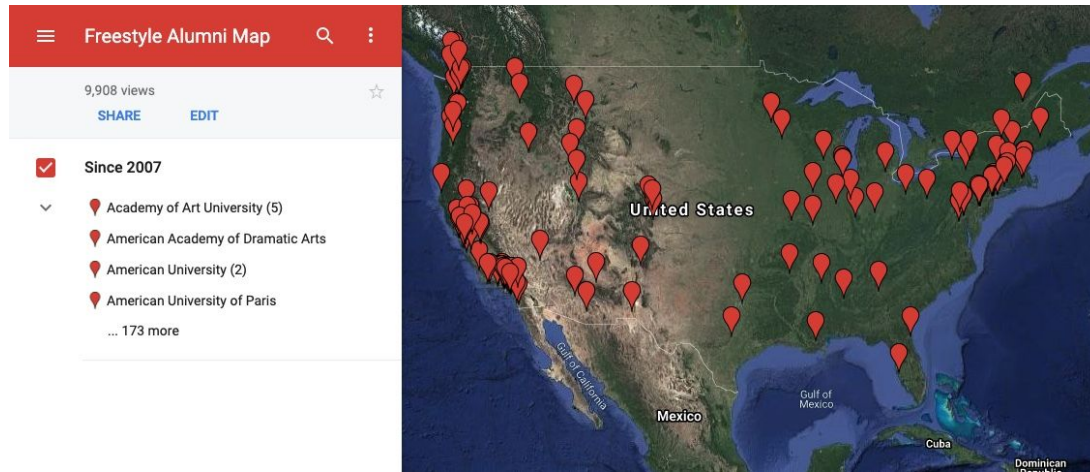 Freestyle Alumni Map
9,908 views
SHARE EDIT
Since 2007
Academy of Art University (5)
American Academy of Dramatic Arts
American University (2)
American University of Paris
... 173 more
United States
Gulf of California
Mexico
Gulf of
Mexico
Cuba
Dominican
Republic